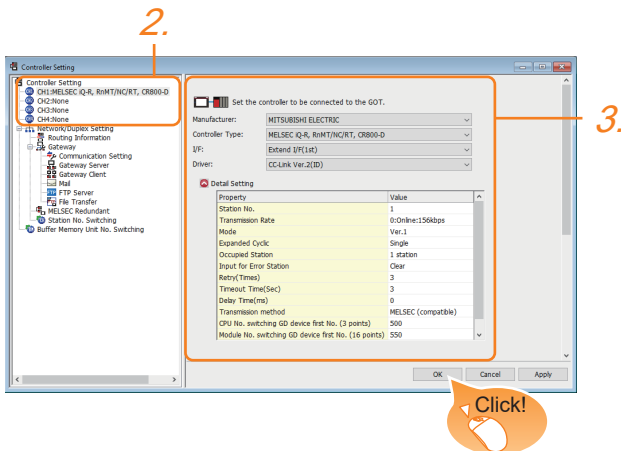 2.
Controller Setting
Controller Setting
CH1:MELSEC iQ-R, RnMT/NC/RT, CR800-D
CH2:None
CH3:None
CH4:None
Network/Duplex Setting
Routing Information
Gateway
Communication Setting
Gateway Server
Gateway Client
Mail
FTP Server
File Transfer
MELSEC Redundant
Station No. Switching
Buffer Memory Unit No. Switching
Set the controller to be connected to the GOT.
Manufacturer: MITSUBISHI ELECTRIC
Controller Type: MELSEC iQ-R, RnMT/NC/RT, CR800-D
I/F: Extend I/F(1st)
Driver: CC-Link Ver.2(ID)
Detail Setting
Property Value
Station No. 1
Transmission Rate 0:Online:156kbps
Mode Ver.1
Expanded Cyclic Single
Occupied Station 1 station
Input for Error Station Clear
Retry(Times) 3
Timeout Time(Sec) 3
Delay Time(ms) 0
Transmission method MELSEC (compatible)
CPU No. switching GD device first No. (3 points) 500
Module No. switching GD device first No. (16 points) 550
3.
OK Cancel Apply
Click!